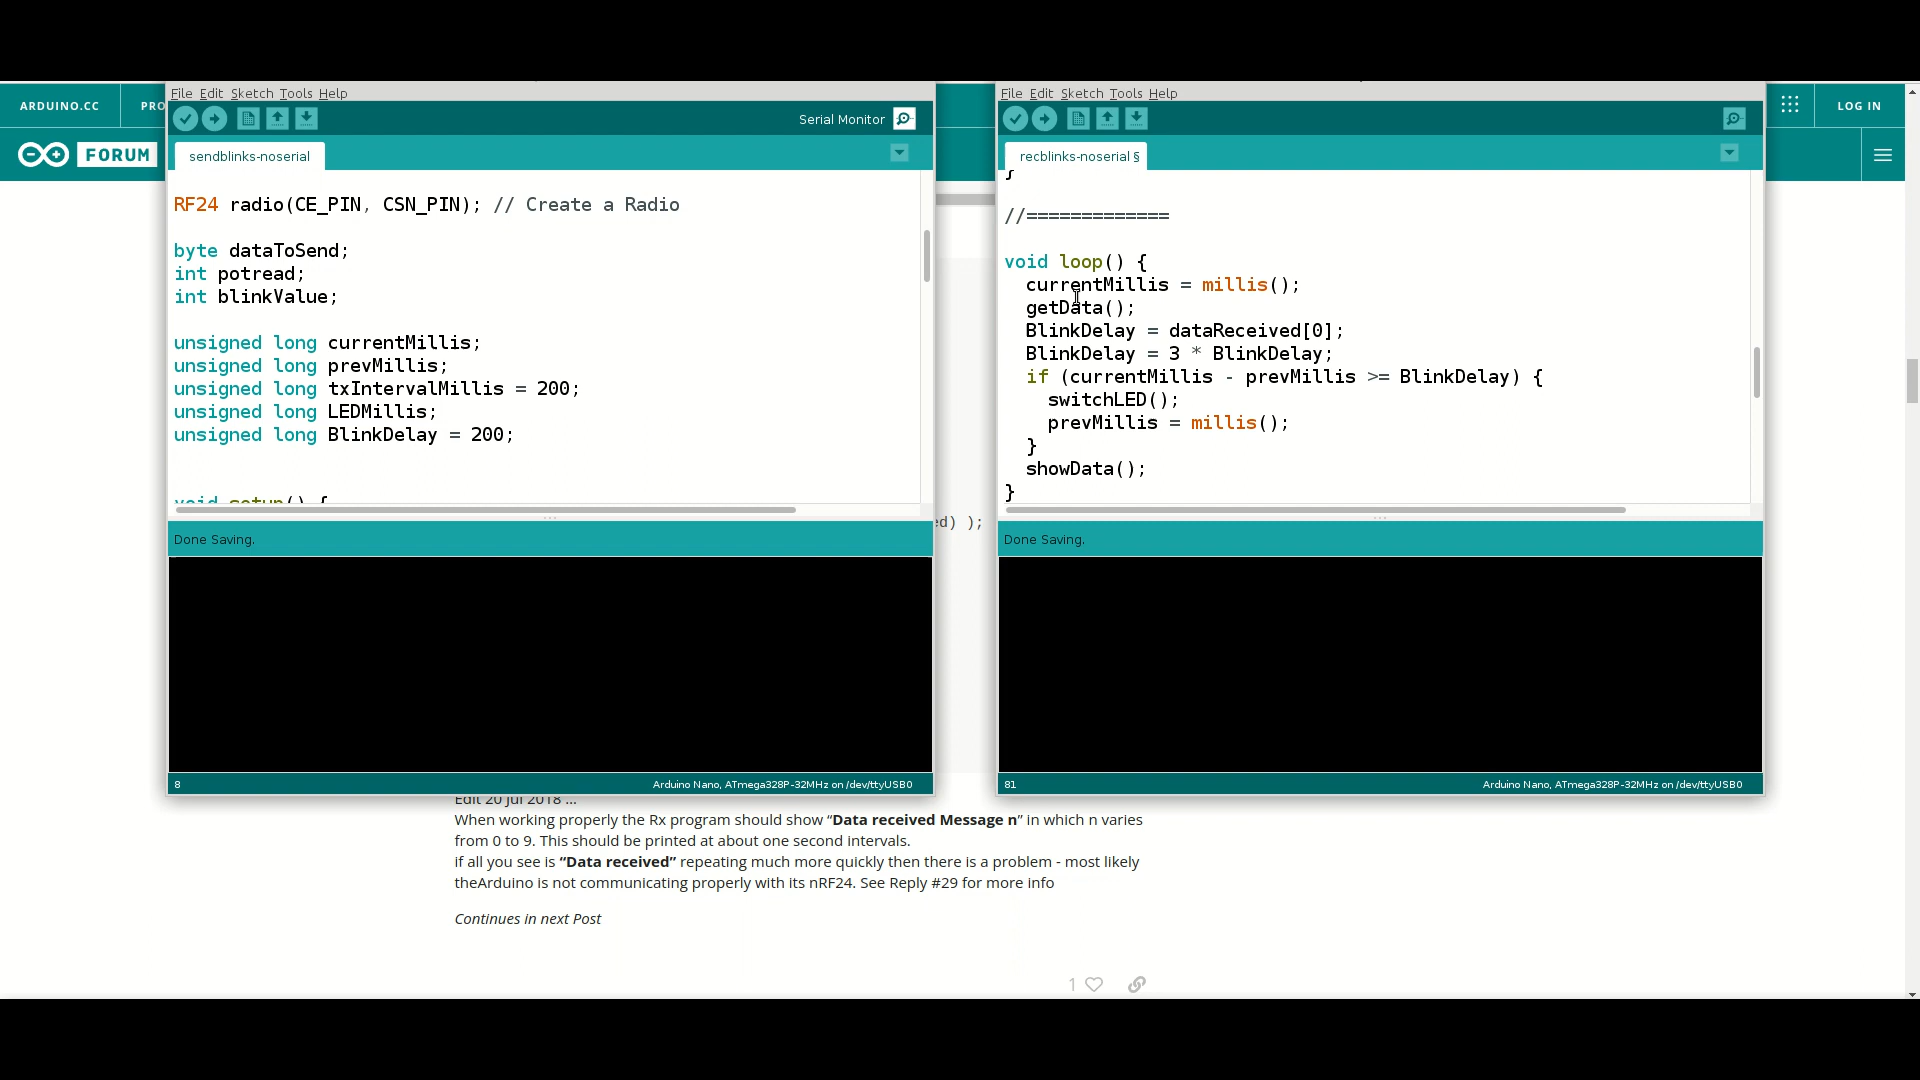 ARDUINO.CC
PRO
LOG IN
FORUM
File Edit Sketch Tools Help
Serial Monitor
sendblinks-noserial
RF24 radio(CE_PIN, CSN_PIN); // Create a Radio
byte dataToSend;
int potread;
int blinkValue;
unsigned long currentMillis;
unsigned long prevMillis;
unsigned long txIntervalMillis = 200;
unsigned long LEDMillis;
unsigned long BlinkDelay = 200;
void setup() {
Done Saving.
8
Arduino Nano, ATmega328P-32MHz on /dev/ttyUSB0
File Edit Sketch Tools Help
recblinks-noserial §
}
//=============
void loop() {
currentMillis = millis();
getData();
BlinkDelay = dataReceived[0];
BlinkDelay = 3 * BlinkDelay;
if (currentMillis - prevMillis >= BlinkDelay) {
switchLED();
prevMillis = millis();
}
showData();
}
Done Saving.
81
Arduino Nano, ATmega328P-32MHz on /dev/ttyUSB0
ed) );
Edit 20 Jul 2018 ...
When working properly the Rx program should show “Data received Message n” in which n varies
from 0 to 9. This should be printed at about one second intervals.
if all you see is “Data received” repeating much more quickly then there is a problem - most likely
theArduino is not communicating properly with its nRF24. See Reply #29 for more info
Continues in next Post
1